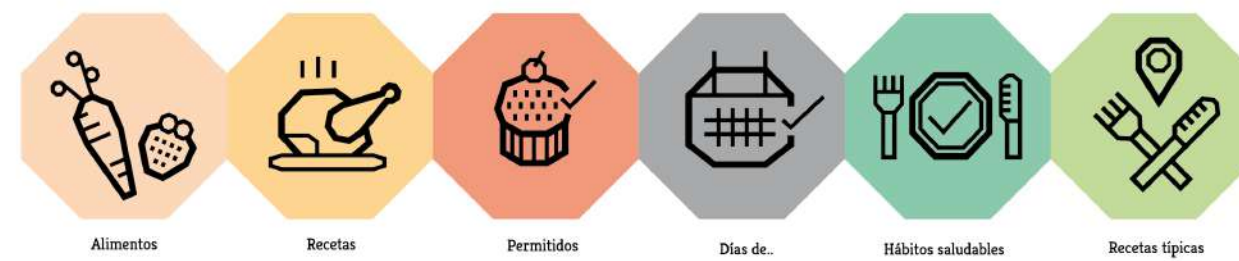 Alimentos
Recetas
Permitidos
Días de..
Hábitos saludables
Recetas típicas